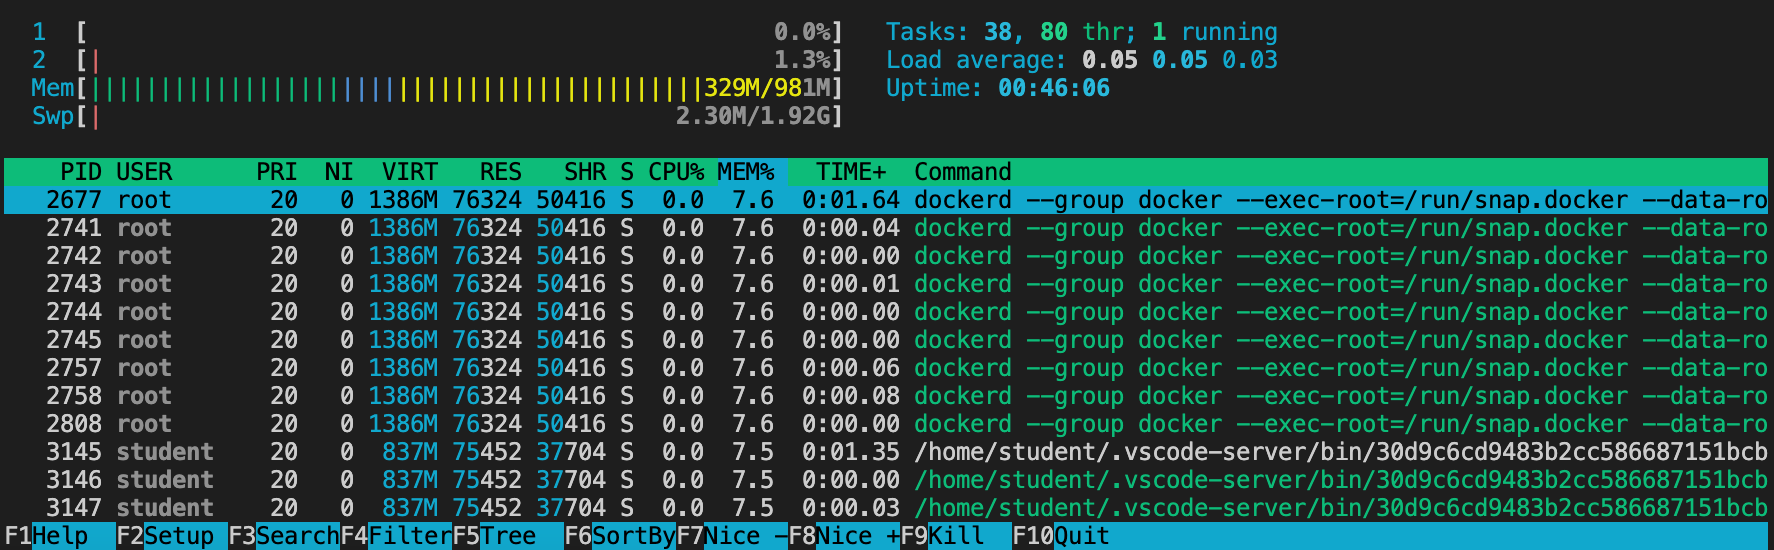 1 [ 0.0%] Tasks: 38, 80 thr; 1 running
2 [| 1.3%] Load average: 0.05 0.05 0.03
Mem[||||||||||||||||||||||||||||||||||||||||||||329M/981M] Uptime: 00:46:06
Swp[| 2.30M/1.92G]
PID USER PRI NI VIRT RES SHR S CPU% MEM% TIME+ Command
2677 root 20 0 1386M 76324 50416 S 0.0 7.6 0:01.64 dockerd --group docker --exec-root=/run/snap.docker --data-ro
2741 root 20 0 1386M 76324 50416 S 0.0 7.6 0:00.04 dockerd --group docker --exec-root=/run/snap.docker --data-ro
2742 root 20 0 1386M 76324 50416 S 0.0 7.6 0:00.00 dockerd --group docker --exec-root=/run/snap.docker --data-ro
2743 root 20 0 1386M 76324 50416 S 0.0 7.6 0:00.01 dockerd --group docker --exec-root=/run/snap.docker --data-ro
2744 root 20 0 1386M 76324 50416 S 0.0 7.6 0:00.00 dockerd --group docker --exec-root=/run/snap.docker --data-ro
2745 root 20 0 1386M 76324 50416 S 0.0 7.6 0:00.00 dockerd --group docker --exec-root=/run/snap.docker --data-ro
2757 root 20 0 1386M 76324 50416 S 0.0 7.6 0:00.06 dockerd --group docker --exec-root=/run/snap.docker --data-ro
2758 root 20 0 1386M 76324 50416 S 0.0 7.6 0:00.08 dockerd --group docker --exec-root=/run/snap.docker --data-ro
2808 root 20 0 1386M 76324 50416 S 0.0 7.6 0:00.00 dockerd --group docker --exec-root=/run/snap.docker --data-ro
3145 student 20 0 837M 75452 37704 S 0.0 7.5 0:01.35 /home/student/.vscode-server/bin/30d9c6cd9483b2cc586687151bcb
3146 student 20 0 837M 75452 37704 S 0.0 7.5 0:00.00 /home/student/.vscode-server/bin/30d9c6cd9483b2cc586687151bcb
3147 student 20 0 837M 75452 37704 S 0.0 7.5 0:00.03 /home/student/.vscode-server/bin/30d9c6cd9483b2cc586687151bcb
F1Help F2Setup F3SearchF4FilterF5Tree F6SortByF7Nice -F8Nice +F9Kill F10Quit